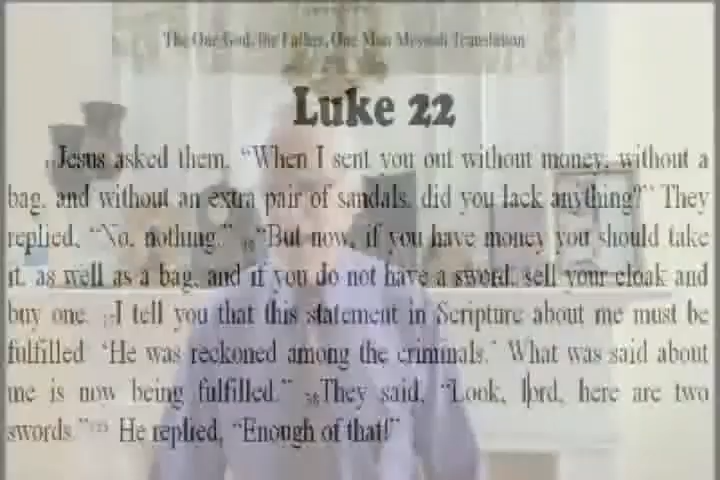 The One God, the Father, One Man Messiah Translation
Luke 22
35 Jesus asked them, “When I sent you out without money, without a
bag, and without an extra pair of sandals, did you lack anything?” They
replied, “No, nothing.” 36 “But now, if you have money you should take
it, as well as a bag, and if you do not have a sword, sell your cloak and
buy one. 37 I tell you that this statement in Scripture about me must be
fulfilled ‘He was reckoned among the criminals.’ What was said about
me is now being fulfilled.” 38 They said, “Look, lord, here are two
swords.” He replied, “Enough of that!”